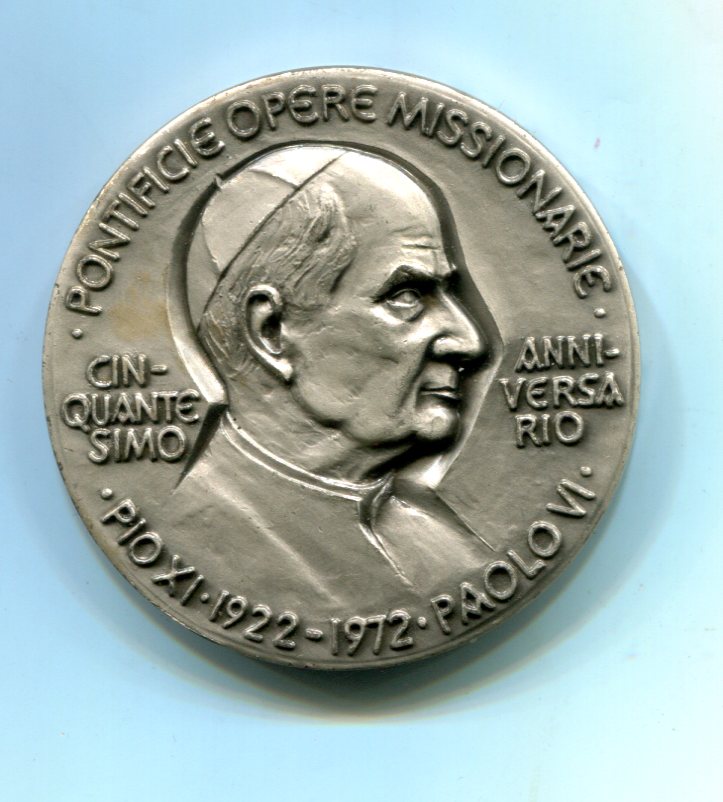 · PONTIFICIE OPERE MISSIONARIE ·
CIN-
QUANTE
SIMO
ANNI-
VERSA
RIO
· PIO XI · 1922 - 1972 · PAOLO VI ·